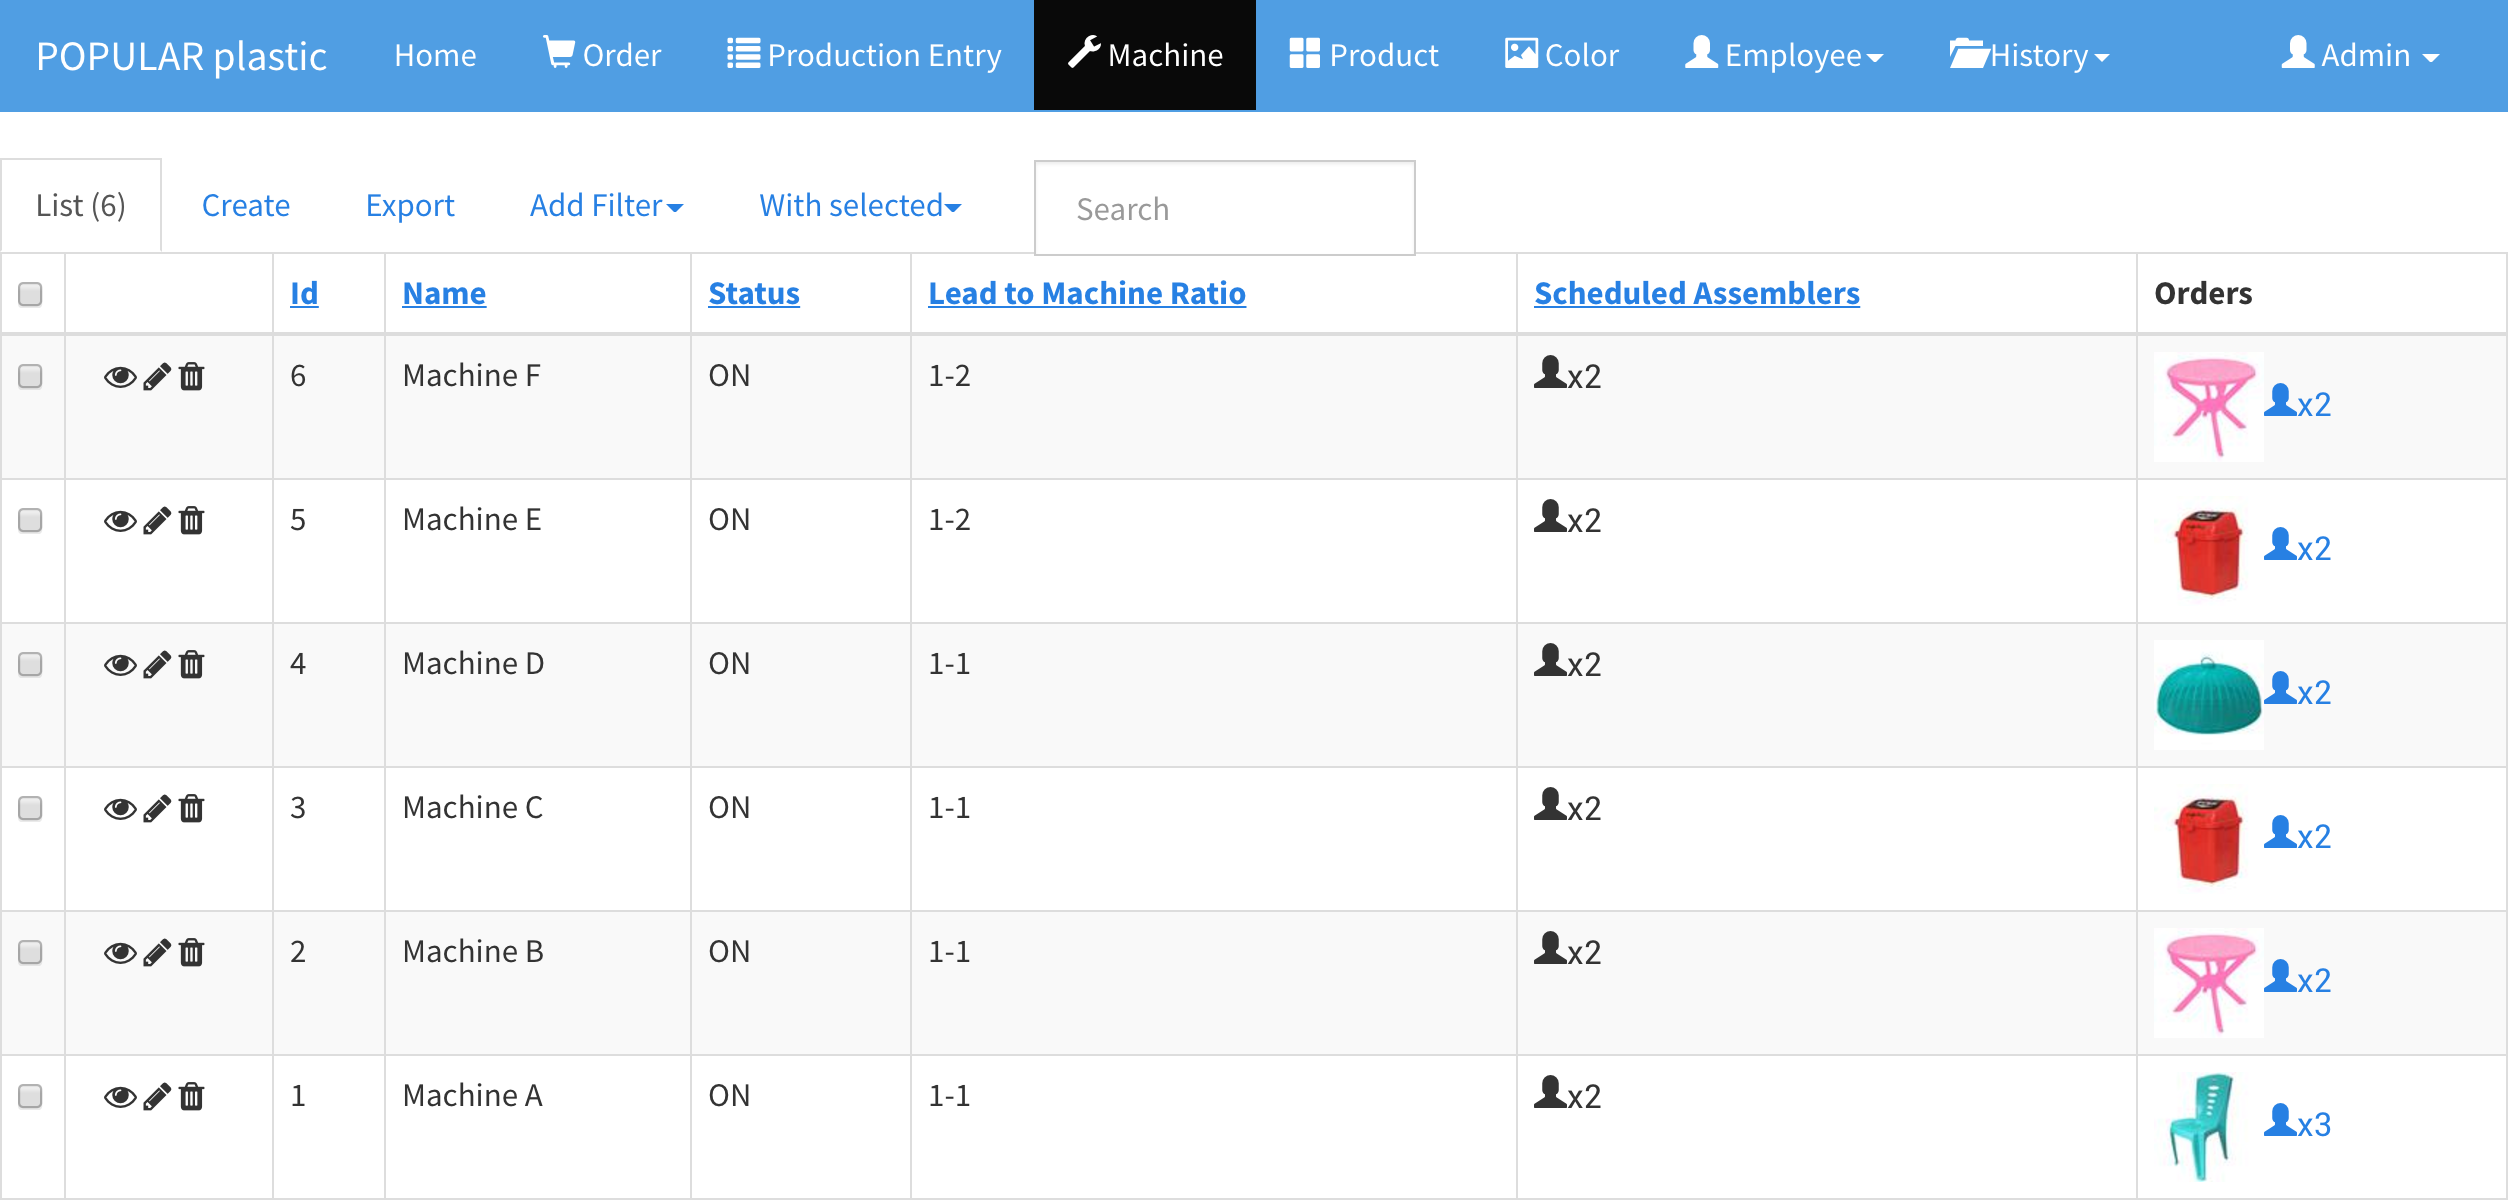 POPULAR plastic Home Order Production Entry Machine Product Color Employee History Admin
List (6) Create Export Add Filter With selected Search
Id Name Status Lead to Machine Ratio Scheduled Assemblers Orders
6 Machine F ON 1-2 x2 x2
5 Machine E ON 1-2 x2 x2
4 Machine D ON 1-1 x2 x2
3 Machine C ON 1-1 x2 x2
2 Machine B ON 1-1 x2 x2
1 Machine A ON 1-1 x2 x3